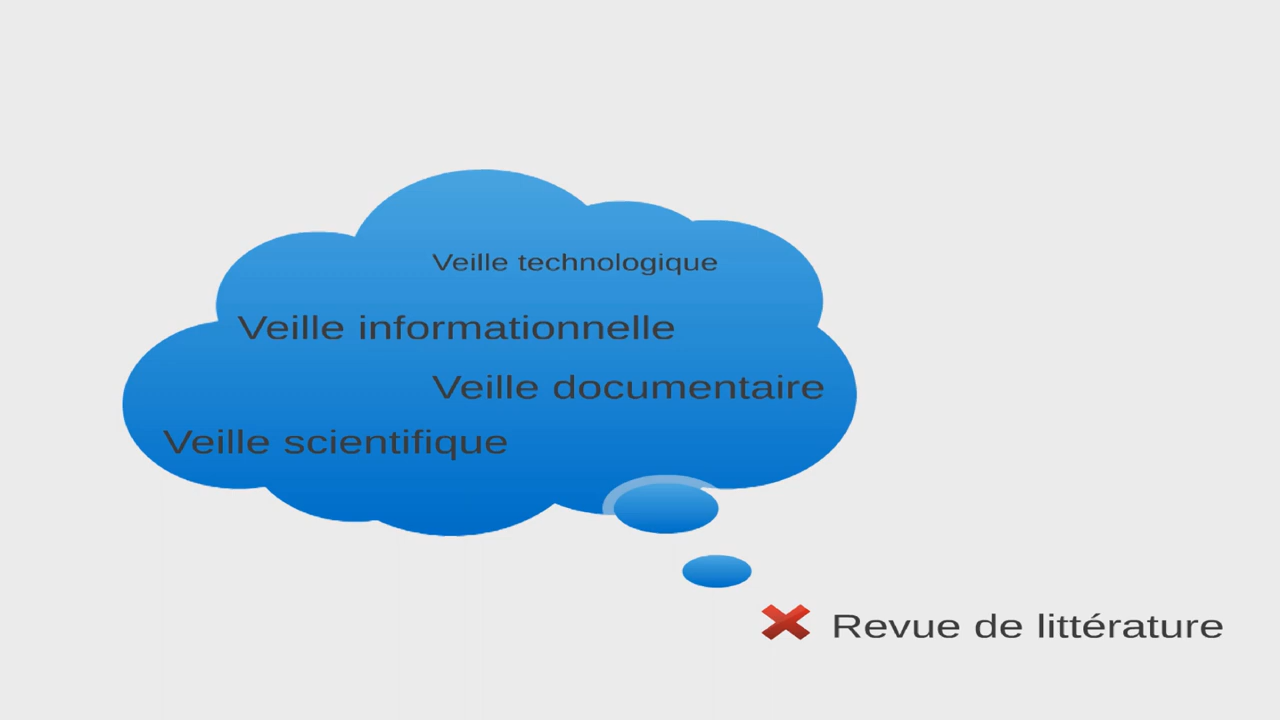 Veille technologique
Veille informationnelle
Veille documentaire
Veille scientifique
Revue de littérature